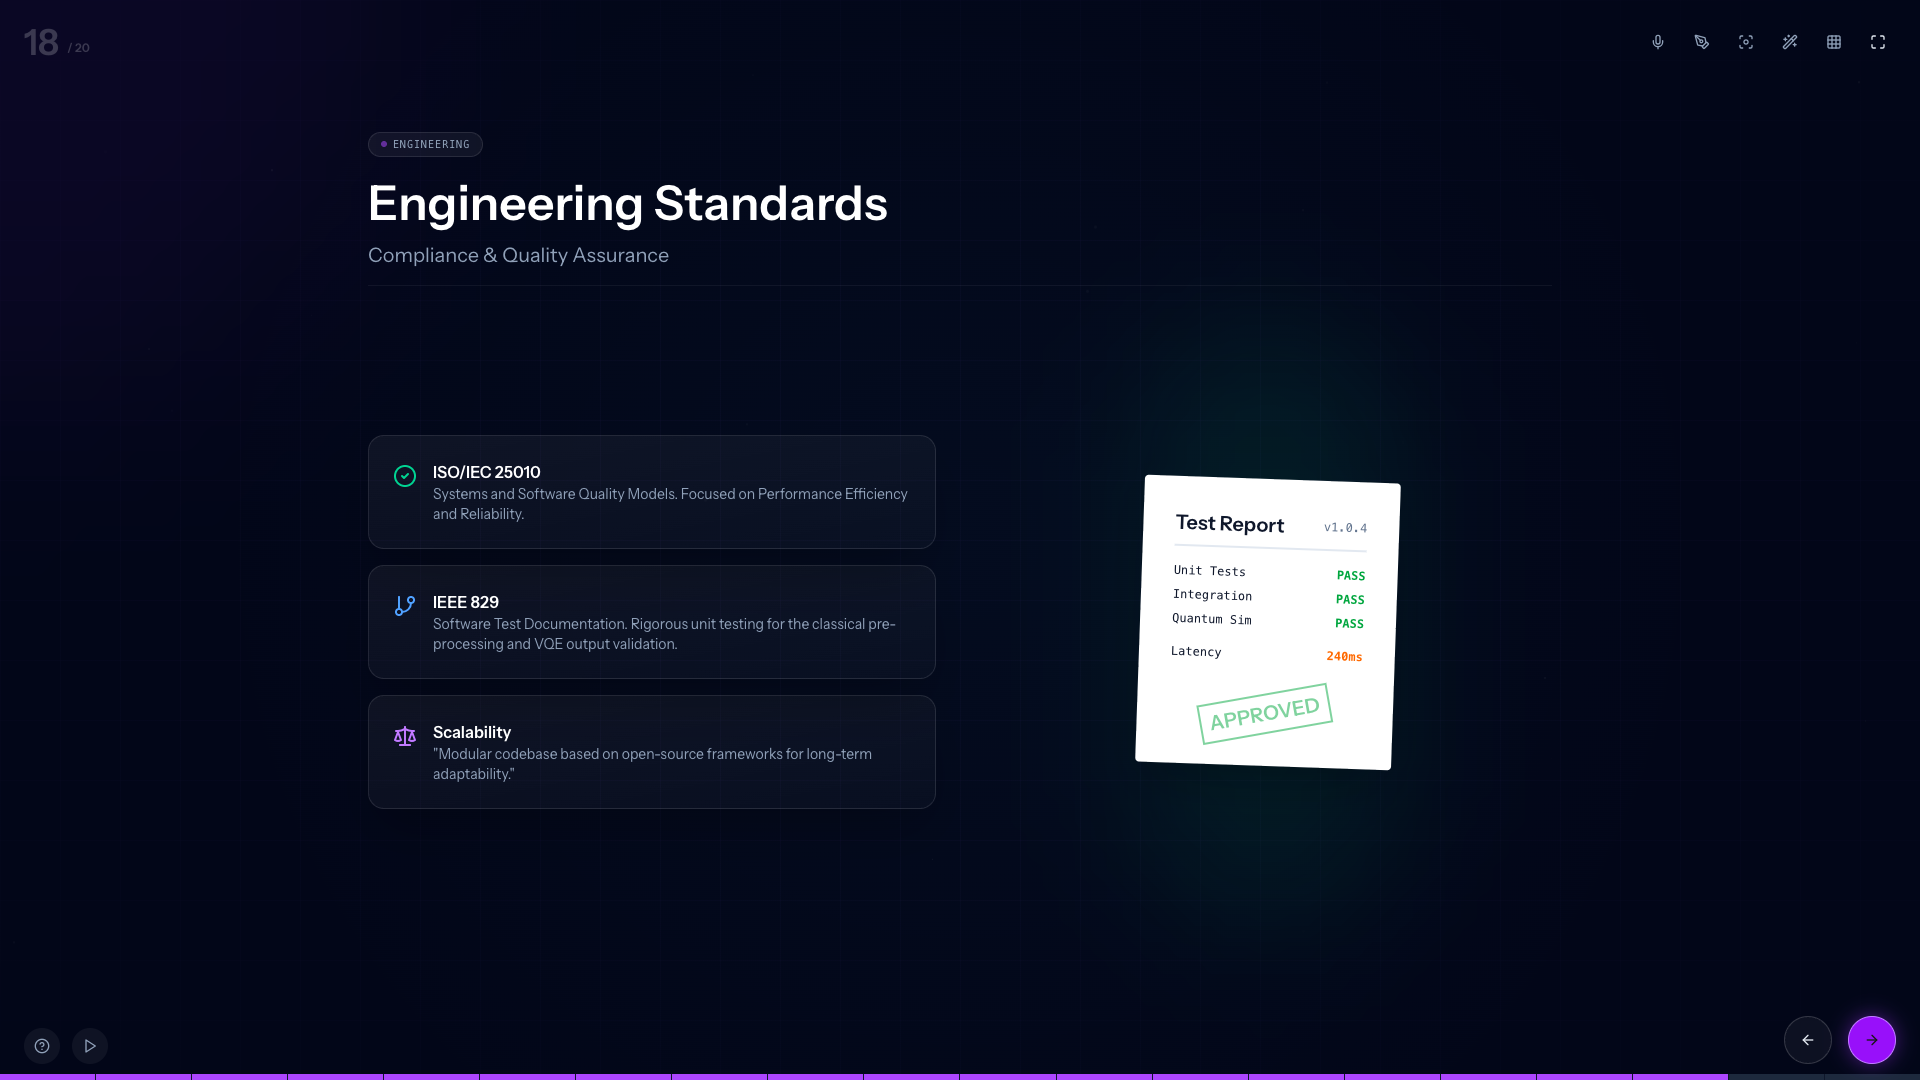 18 / 20
ENGINEERING
Engineering Standards
Compliance & Quality Assurance
ISO/IEC 25010
Systems and Software Quality Models. Focused on Performance Efficiency
and Reliability.
IEEE 829
Software Test Documentation. Rigorous unit testing for the classical pre-
processing and VQE output validation.
Scalability
"Modular codebase based on open-source frameworks for long-term
adaptability."
Test Report v1.0.4
Unit Tests PASS
Integration PASS
Quantum Sim PASS
Latency 240ms
APPROVED